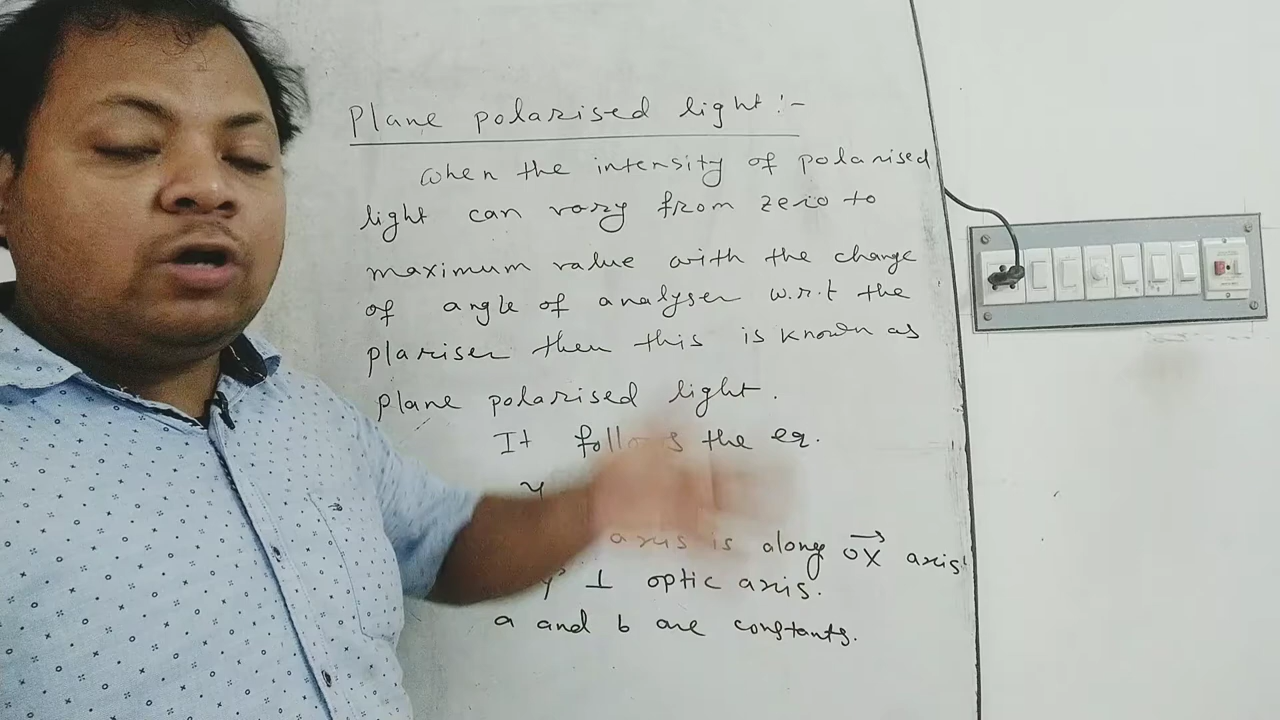 Plane polarised light :-
When the intensity of polarised
light can vary from zero to
maximum value with the change
of angle of analyser w.r.t the
plariser then this is known as
plane polarised light.
It follows the eq.
y
axis is along OX axis
y ⊥ optic axis.
a and b are constants.